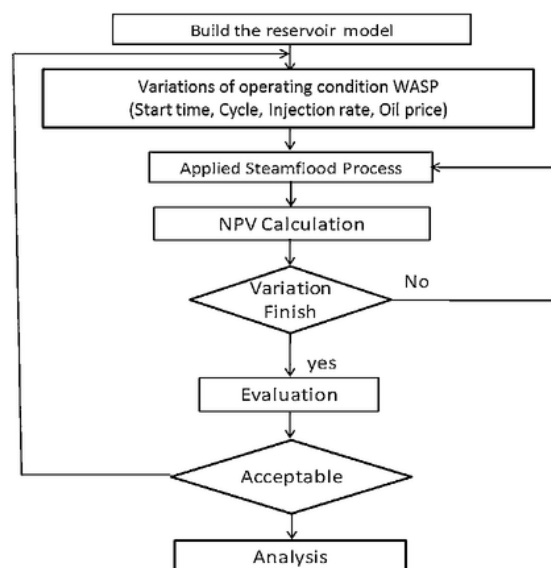 Build the reservoir model
Variations of operating condition WASP
(Start time, Cycle, Injection rate, Oil price)
Applied Steamflood Process
NPV Calculation
Variation
Finish
No
yes
Evaluation
Acceptable
Analysis